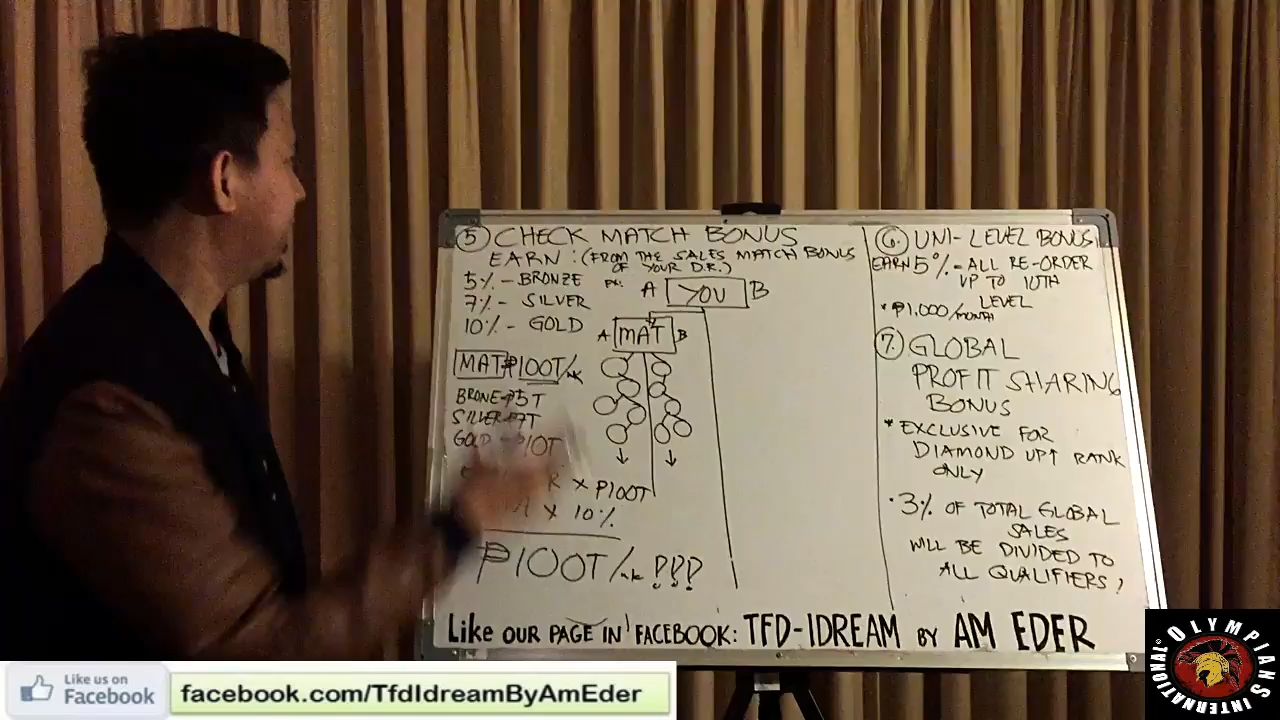 ⑤ CHECK MATCH BONUS
EARN : (FROM THE SALES MATCH BONUS
OF YOUR D.R.)
5% - BRONZE
7% - SILVER
10% - GOLD
A YOU B
A MAT B
MAT ₱100T/wk
BRONE-₱5T
SILVER-₱7T
GOLD - ₱10T
X ₱100T
X 10%
₱100T/wk ???
⑥ UNI-LEVEL BONUS
EARN 5% - ALL RE-ORDER
UP TO 10TH
LEVEL
* ₱1,000/MONTH
⑦ GLOBAL
PROFIT SHARING
BONUS
* EXCLUSIVE FOR
DIAMOND UP↑ RANK
ONLY
· 3% OF TOTAL GLOBAL
SALES
WILL BE DIVIDED TO
ALL QUALIFIERS!
Like OUR PAGE IN FACEBOOK: TFD-IDREAM BY AM EDER
Like us on
Facebook
facebook.com/TfdIdreamByAmEder
OLYMPIANS
INTERNATIONAL